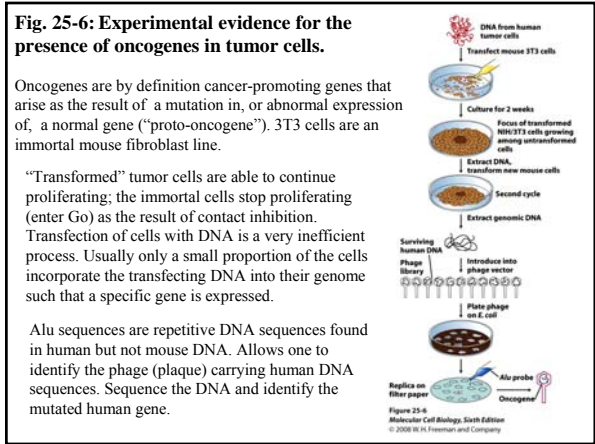 Fig. 25-6: Experimental evidence for the
presence of oncogenes in tumor cells.
Oncogenes are by definition cancer-promoting genes that
arise as the result of  a mutation in, or abnormal expression
of,  a normal gene (“proto-oncogene”). 3T3 cells are an
immortal mouse fibroblast line.
“Transformed” tumor cells are able to continue
proliferating; the immortal cells stop proliferating
(enter Go) as the result of contact inhibition.
Transfection of cells with DNA is a very inefficient
process. Usually only a small proportion of the cells
incorporate the transfecting DNA into their genome
such that a specific gene is expressed.
Alu sequences are repetitive DNA sequences found
in human but not mouse DNA. Allows one to
identify the phage (plaque) carrying human DNA
sequences. Sequence the DNA and identify the
mutated human gene.
DNA from human
tumor cells
Transfect mouse 3T3 cells
Culture for 2 weeks
Focus of transformed
NIH/3T3 cells growing
among untransformed
cells
Extract DNA,
transform new mouse cells
Second cycle
Extract genomic DNA
Surviving
human DNA
Phage
library
Introduce into
phage vector
Plate phage
on E. coli
Replica on
filter paper
Alu probe
Oncogene
Figure 25-6
Molecular Cell Biology, Sixth Edition
© 2008 W. H. Freeman and Company